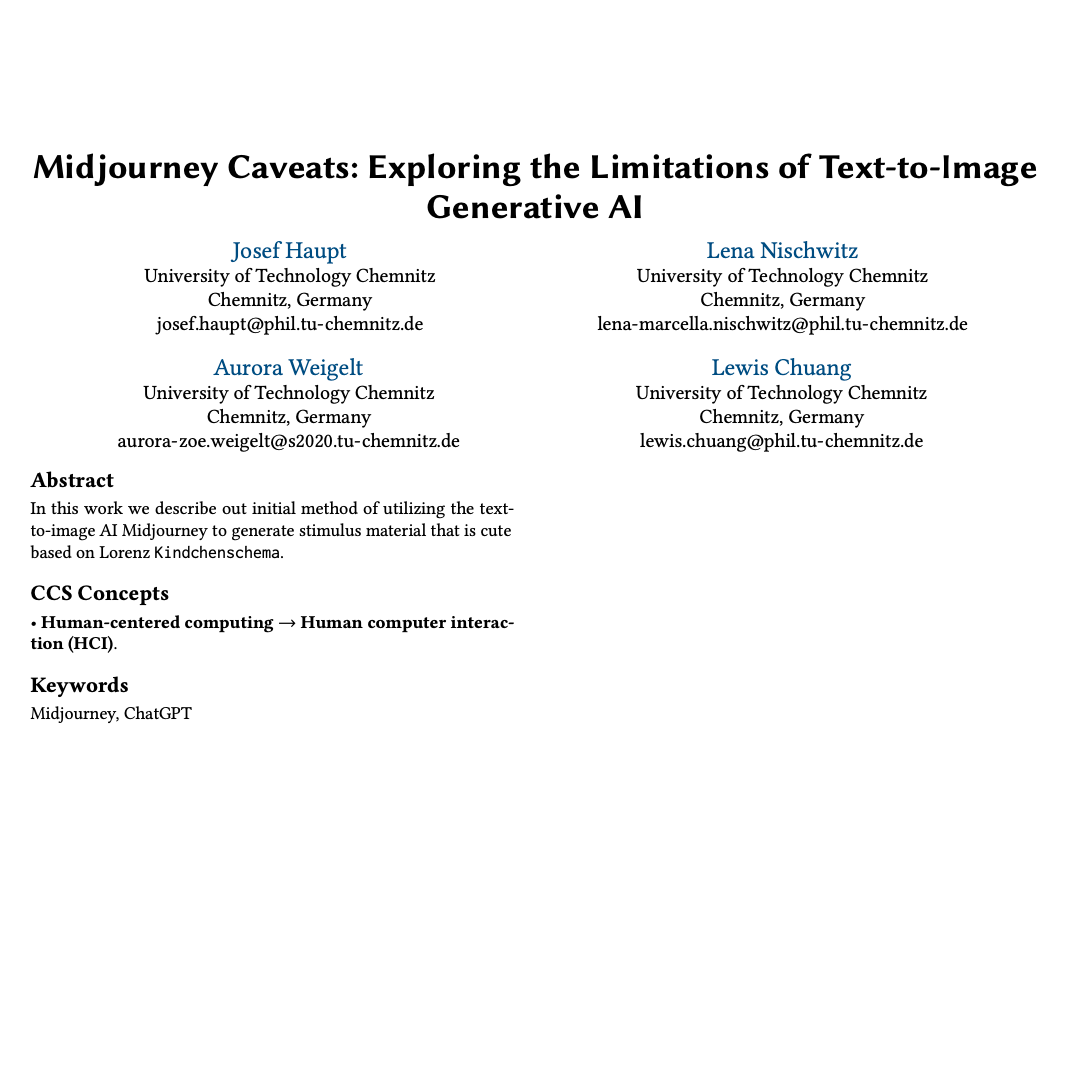 Midjourney Caveats: Exploring the Limitations of Text-to-Image
Generative AI
Josef Haupt
University of Technology Chemnitz
Chemnitz, Germany
josef.haupt@phil.tu-chemnitz.de
Lena Nischwitz
University of Technology Chemnitz
Chemnitz, Germany
lena-marcella.nischwitz@phil.tu-chemnitz.de
Aurora Weigelt
University of Technology Chemnitz
Chemnitz, Germany
aurora-zoe.weigelt@s2020.tu-chemnitz.de
Lewis Chuang
University of Technology Chemnitz
Chemnitz, Germany
lewis.chuang@phil.tu-chemnitz.de
Abstract
In this work we describe out initial method of utilizing the text-
to-image AI Midjourney to generate stimulus material that is cute
based on Lorenz Kindchenschema.
CCS Concepts
• Human-centered computing → Human computer interac-
tion (HCI).
Keywords
Midjourney, ChatGPT